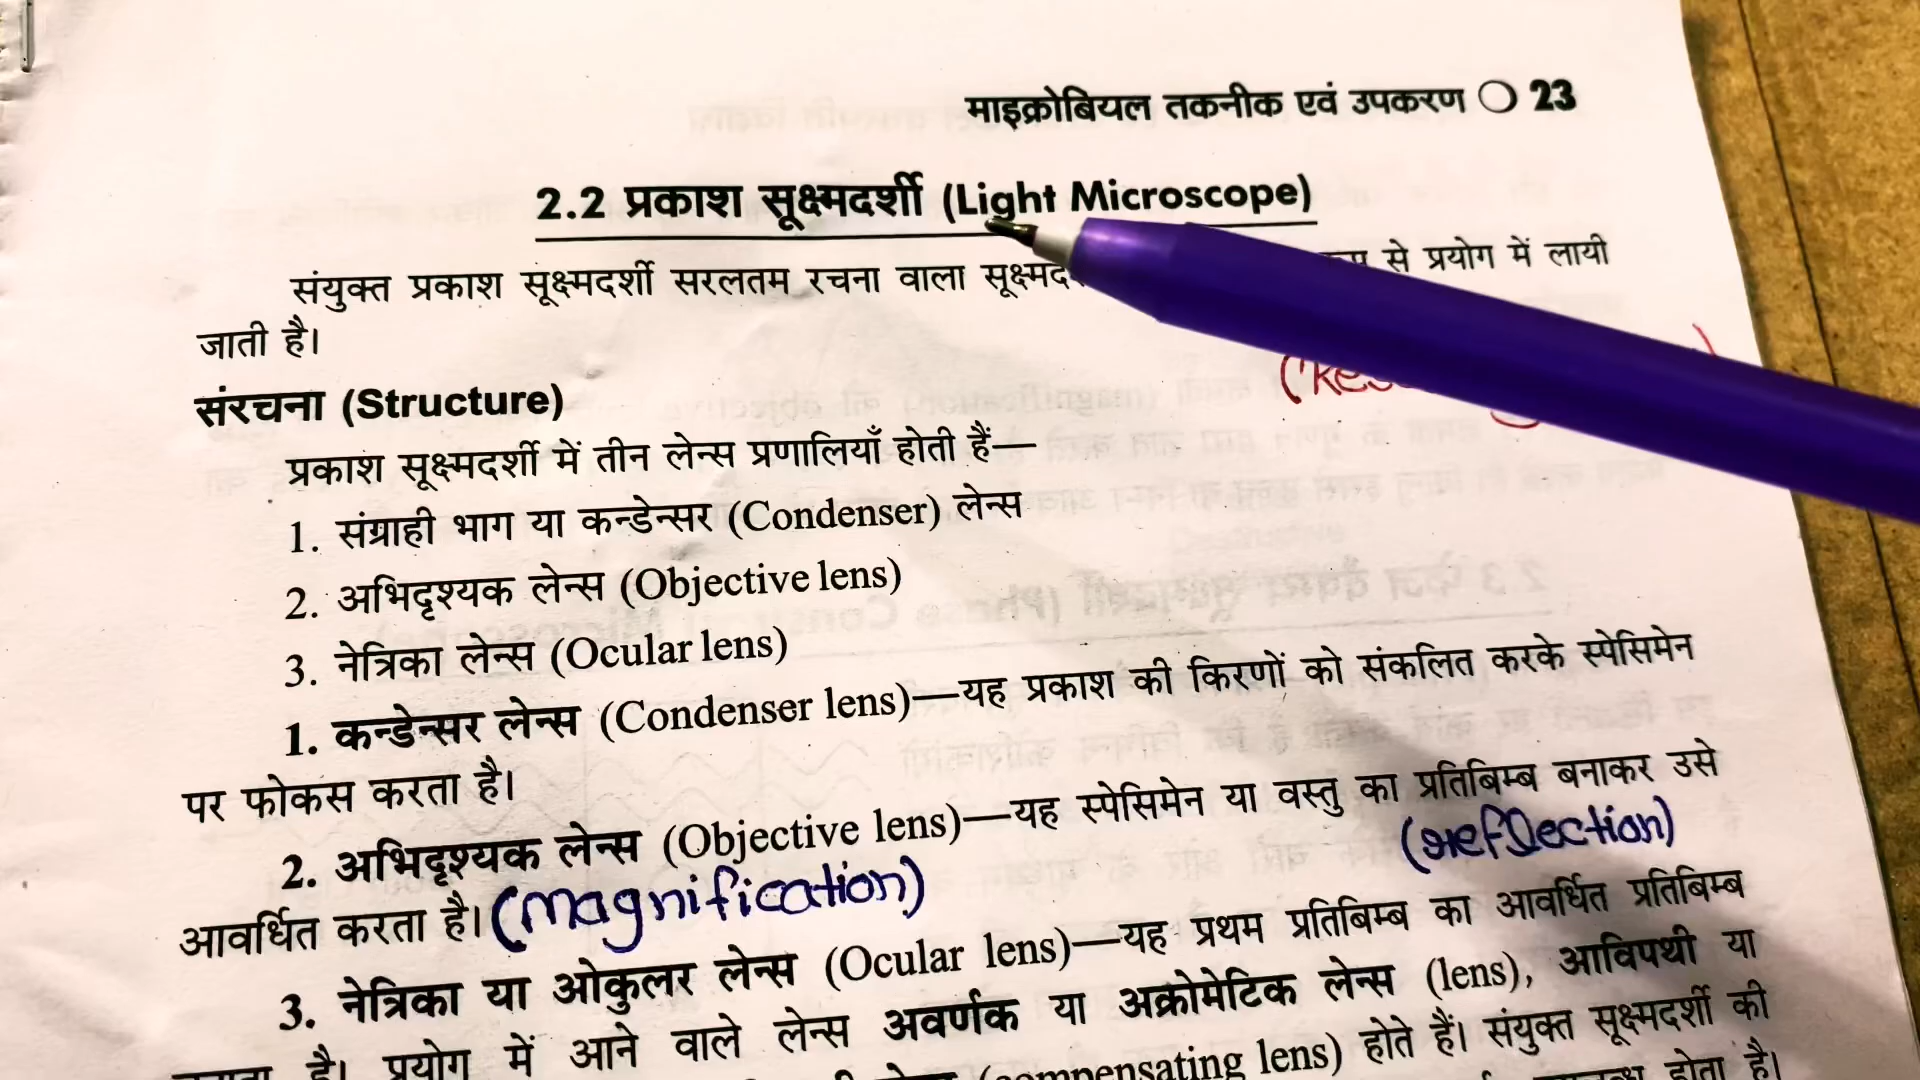 माइक्रोबियल तकनीक एवं उपकरण ○ 23
2.2 प्रकाश सूक्ष्मदर्शी (Light Microscope)
संयुक्त प्रकाश सूक्ष्मदर्शी सरलतम रचना वाला से प्रयोग में लायी
जाती है।
संरचना (Structure)
प्रकाश सूक्ष्मदर्शी में तीन लेन्स प्रणालियाँ होती हैं—
1. संग्राही भाग या कन्डेन्सर (Condenser) लेन्स
2. अभिदृश्यक लेन्स (Objective lens)
3. नेत्रिका लेन्स (Ocular lens)
1. कन्डेन्सर लेन्स (Condenser lens)—यह प्रकाश की किरणों को संकलित करके स्पेसिमेन
पर फोकस करता है।
2. अभिदृश्यक लेन्स (Objective lens)—यह स्पेसिमेन या वस्तु का प्रतिबिम्ब बनाकर उसे
(reflection)
आवर्धित करता है। (magnification)
3. नेत्रिका या ओकुलर लेन्स (Ocular lens)—यह प्रथम प्रतिबिम्ब का आवर्धित प्रतिबिम्ब
है। प्रयोग में आने वाले लेन्स अवर्णक या अक्रोमेटिक लेन्स (lens), आविपथी या
(compensating lens) होते हैं। संयुक्त सूक्ष्मदर्शी की
होता है।